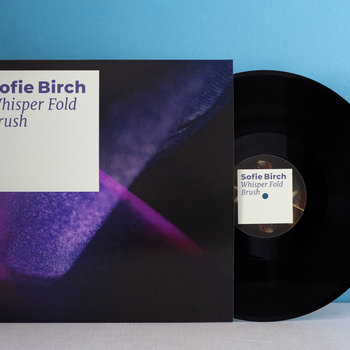 ofie Birch
Whisper Fold
rush
Sofie Birch
Whisper Fold
Brush